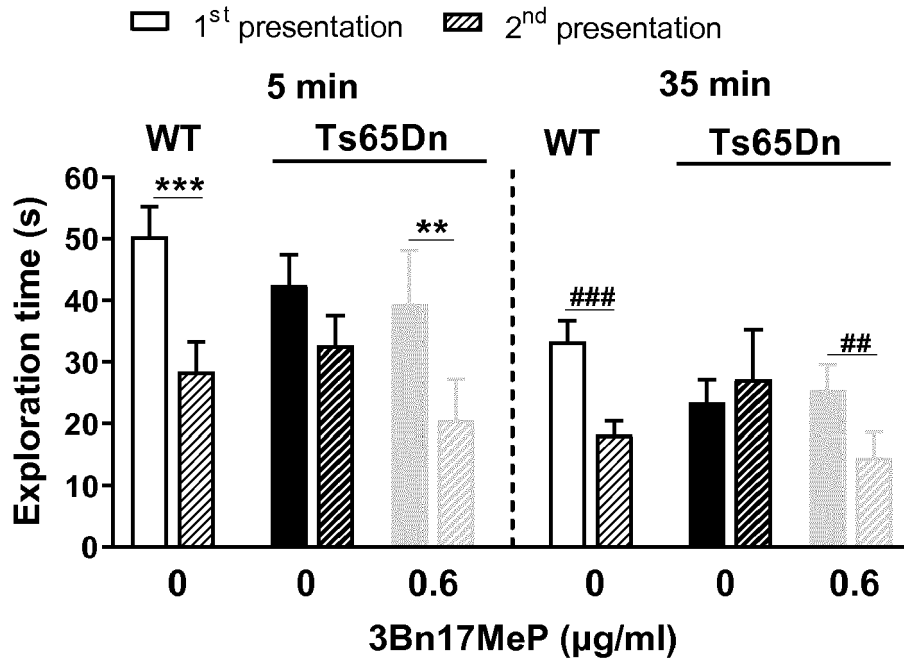 1st presentation 2nd presentation
5 min 35 min
WT Ts65Dn WT Ts65Dn
60
50
40
30
20
10
0
Exploration time (s)
*** ** ### ##
0 0 0.6 0 0 0.6
3Bn17MeP (µg/ml)